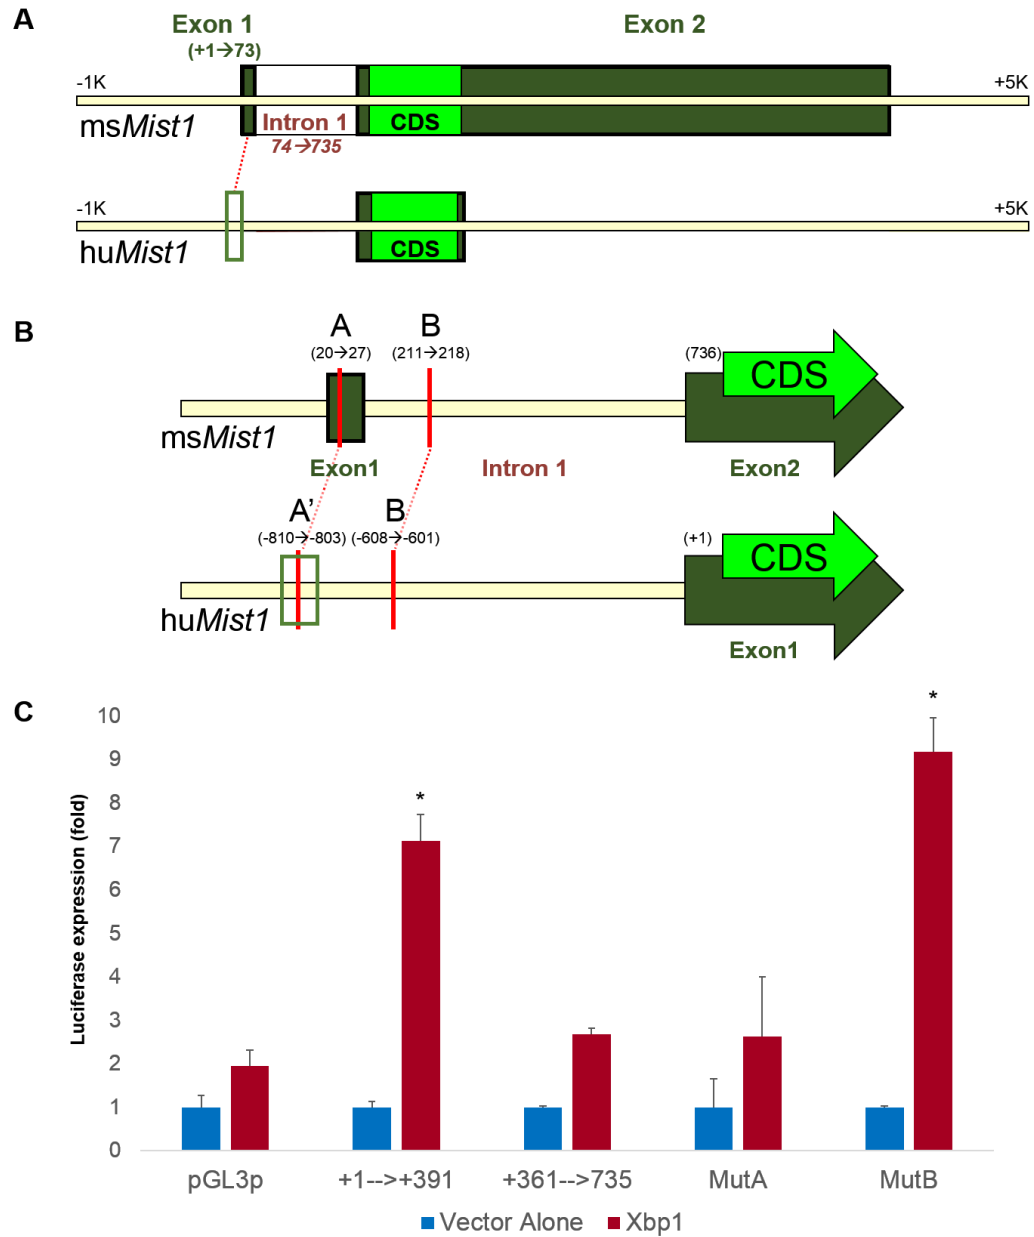 A
Exon 1
(+1→73)
Exon 2
-1K
+5K
msMist1
Intron 1
74→735
CDS
-1K
+5K
huMist1
CDS
B
A
B
(20→27)
(211→218)
(736)
CDS
msMist1
Exon1
Intron 1
Exon2
A’
B
(-810→-803)
(-608→-601)
(+1)
CDS
huMist1
Exon1
C
Luciferase expression (fold)
10
9
8
7
6
5
4
3
2
1
0
*
*
pGL3p
+1-->+391
+361-->735
MutA
MutB
Vector Alone
Xbp1